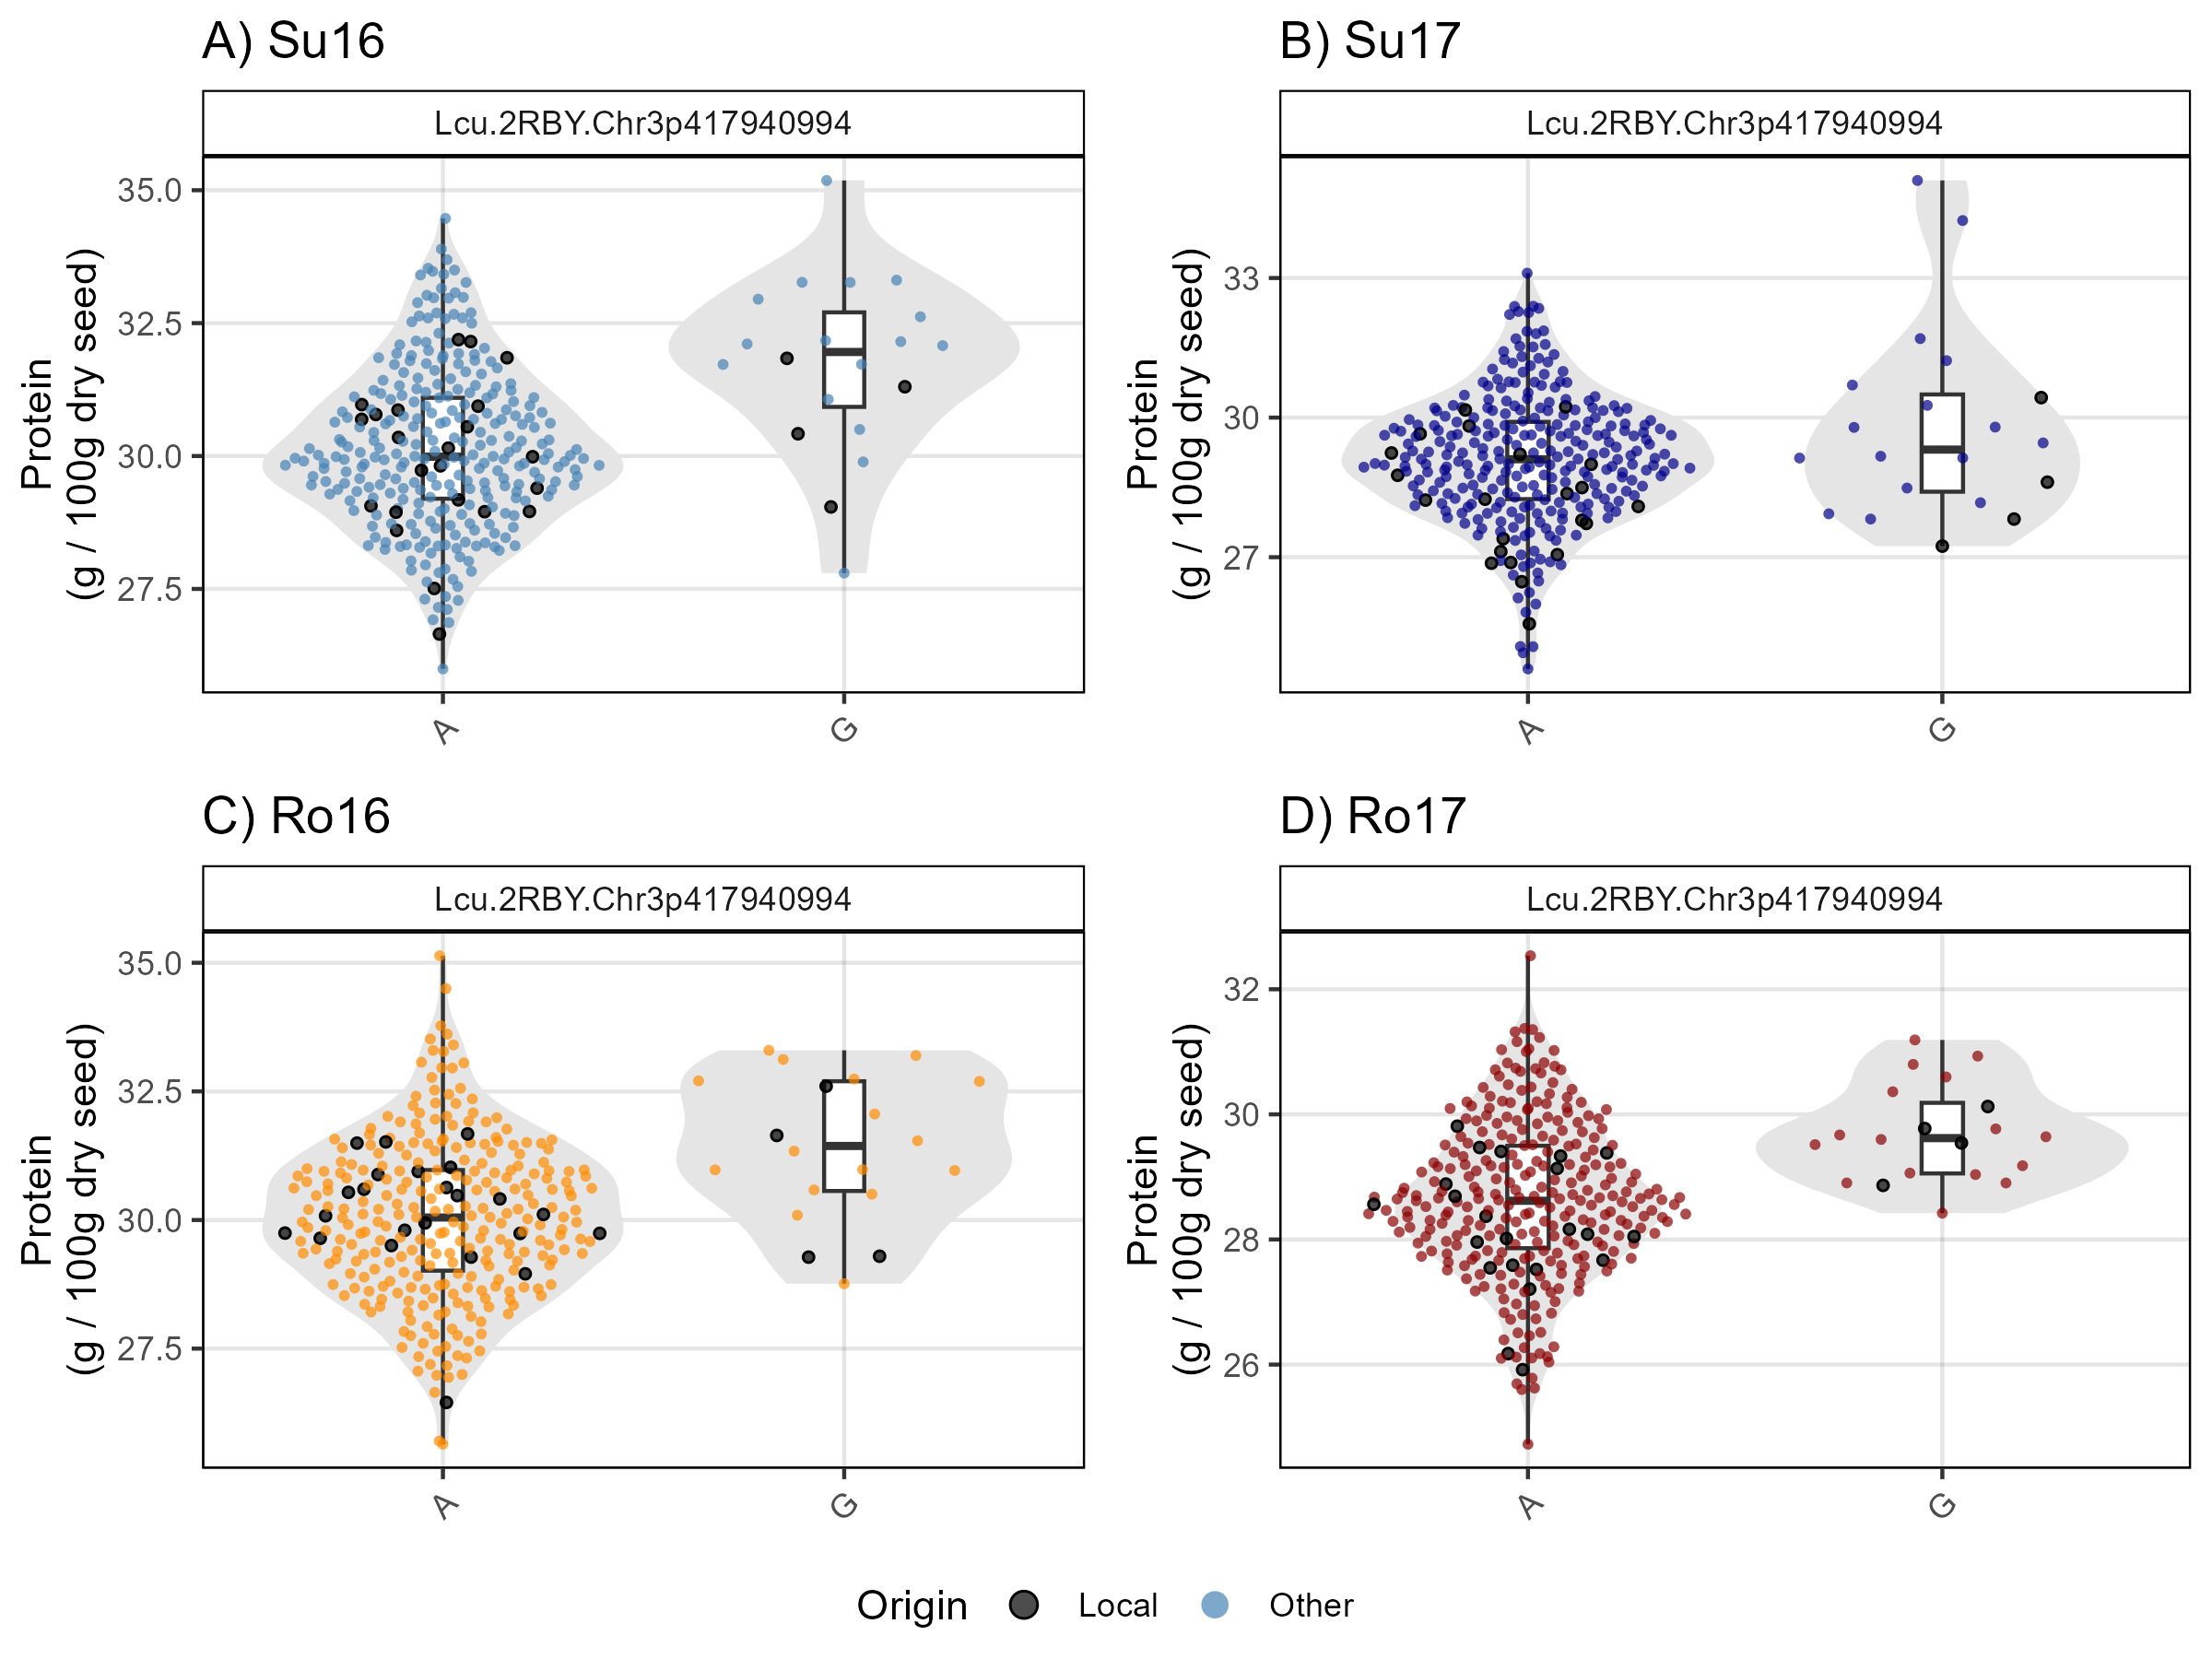 A) Su16
Lcu.2RBY.Chr3p417940994
Protein
(g / 100g dry seed)
35.0
32.5
30.0
27.5
A
G
B) Su17
Lcu.2RBY.Chr3p417940994
Protein
(g / 100g dry seed)
33
30
27
A
G
C) Ro16
Lcu.2RBY.Chr3p417940994
Protein
(g / 100g dry seed)
35.0
32.5
30.0
27.5
A
G
D) Ro17
Lcu.2RBY.Chr3p417940994
Protein
(g / 100g dry seed)
32
30
28
26
A
G
Origin Local Other